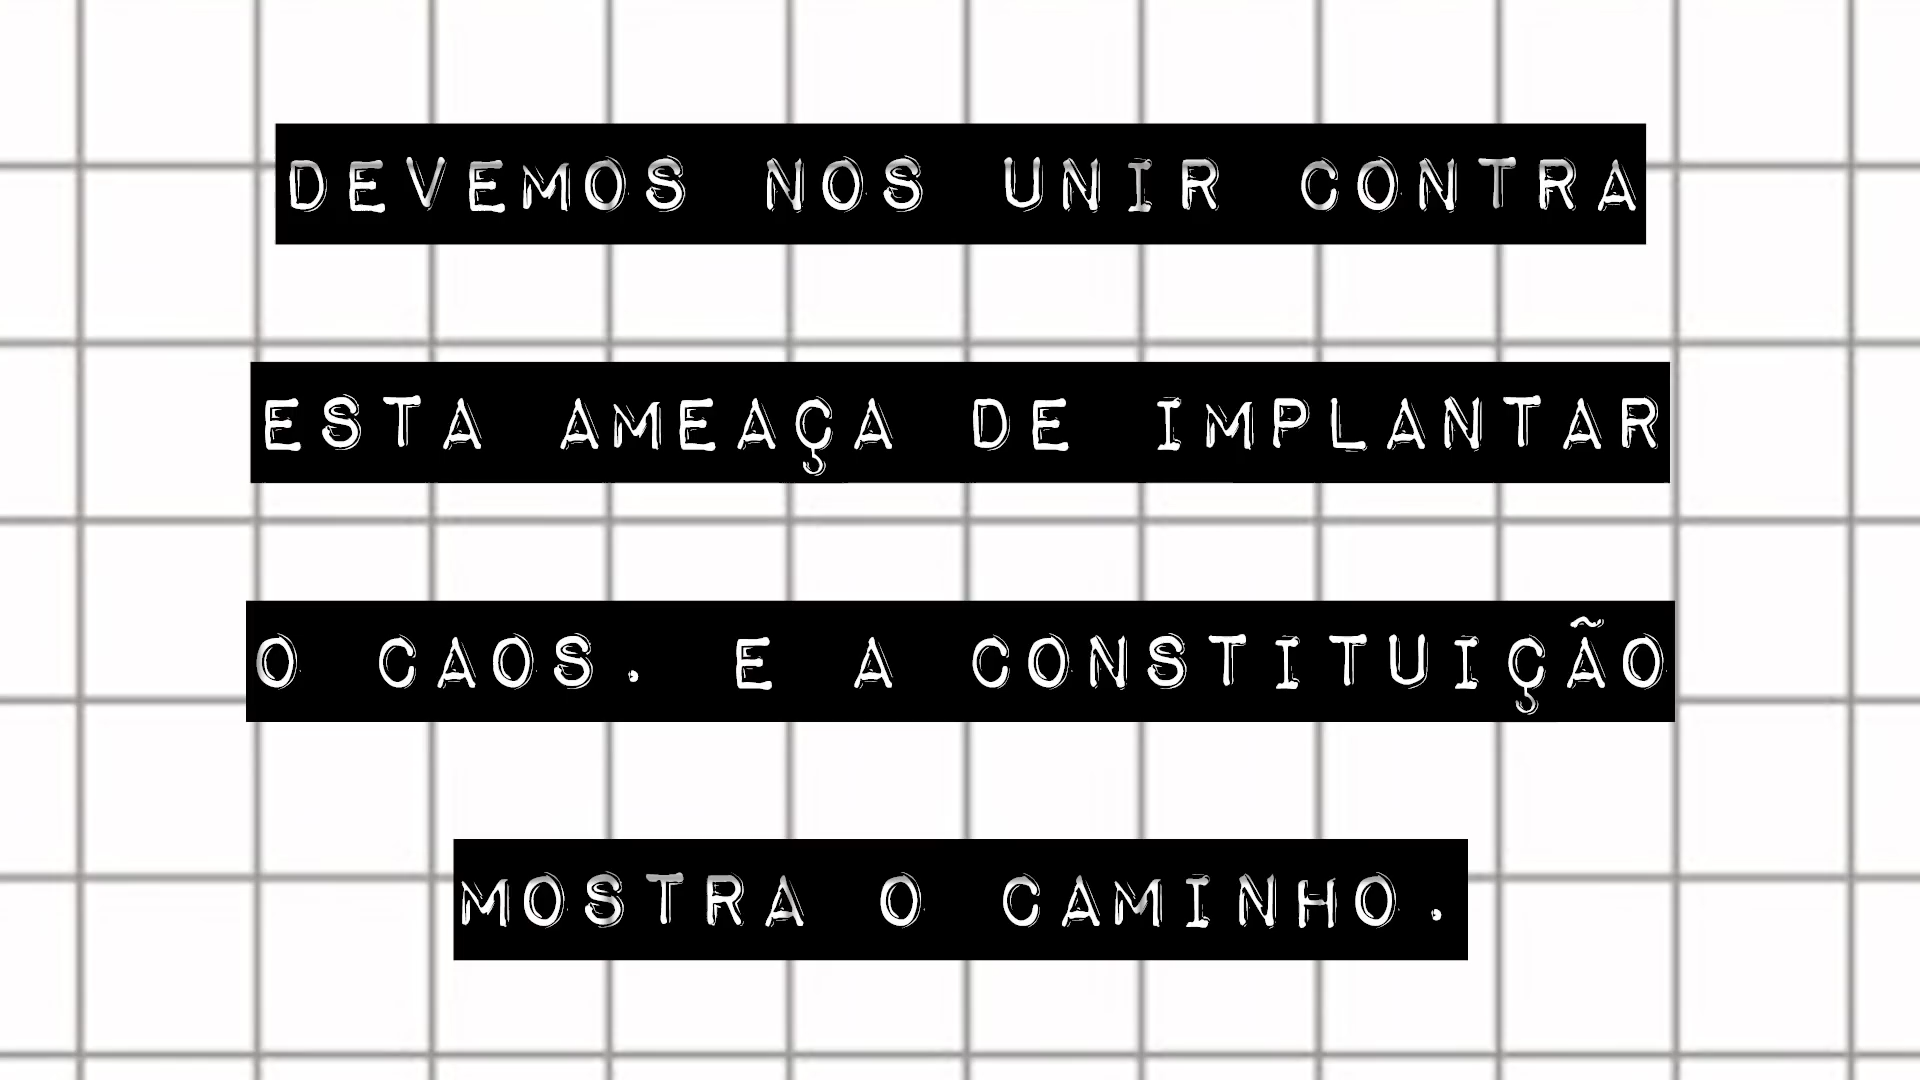 DEVEMOS NOS UNIR CONTRA
ESTA AMEAÇA DE IMPLANTAR
O CAOS. E A CONSTITUIÇÃO
MOSTRA O CAMINHO.